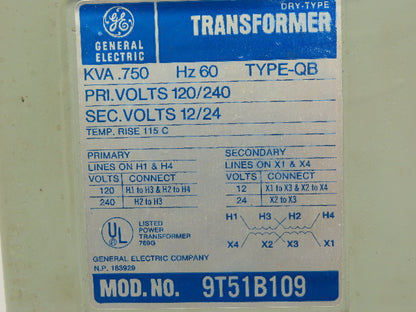 GE
DRY-TYPE
TRANSFORMER
GENERAL
ELECTRIC
KVA .750 Hz 60 TYPE-QB
PRI.VOLTS 120/240
SEC.VOLTS 12/24
TEMP. RISE 115 C
PRIMARY SECONDARY
LINES ON H1 & H4 LINES ON X1 & X4
VOLTS CONNECT VOLTS CONNECT
120 H1 to H3 & H2 to H4 12 X1 to X3 & X2 to X4
240 H2 to H3 24 X2 to X3
H1 H3 H2 H4
X4 X2 X3 X1
UL
LISTED
POWER
TRANSFORMER
769G
GENERAL ELECTRIC COMPANY
N.P. 183929
MOD. NO. 9T51B109